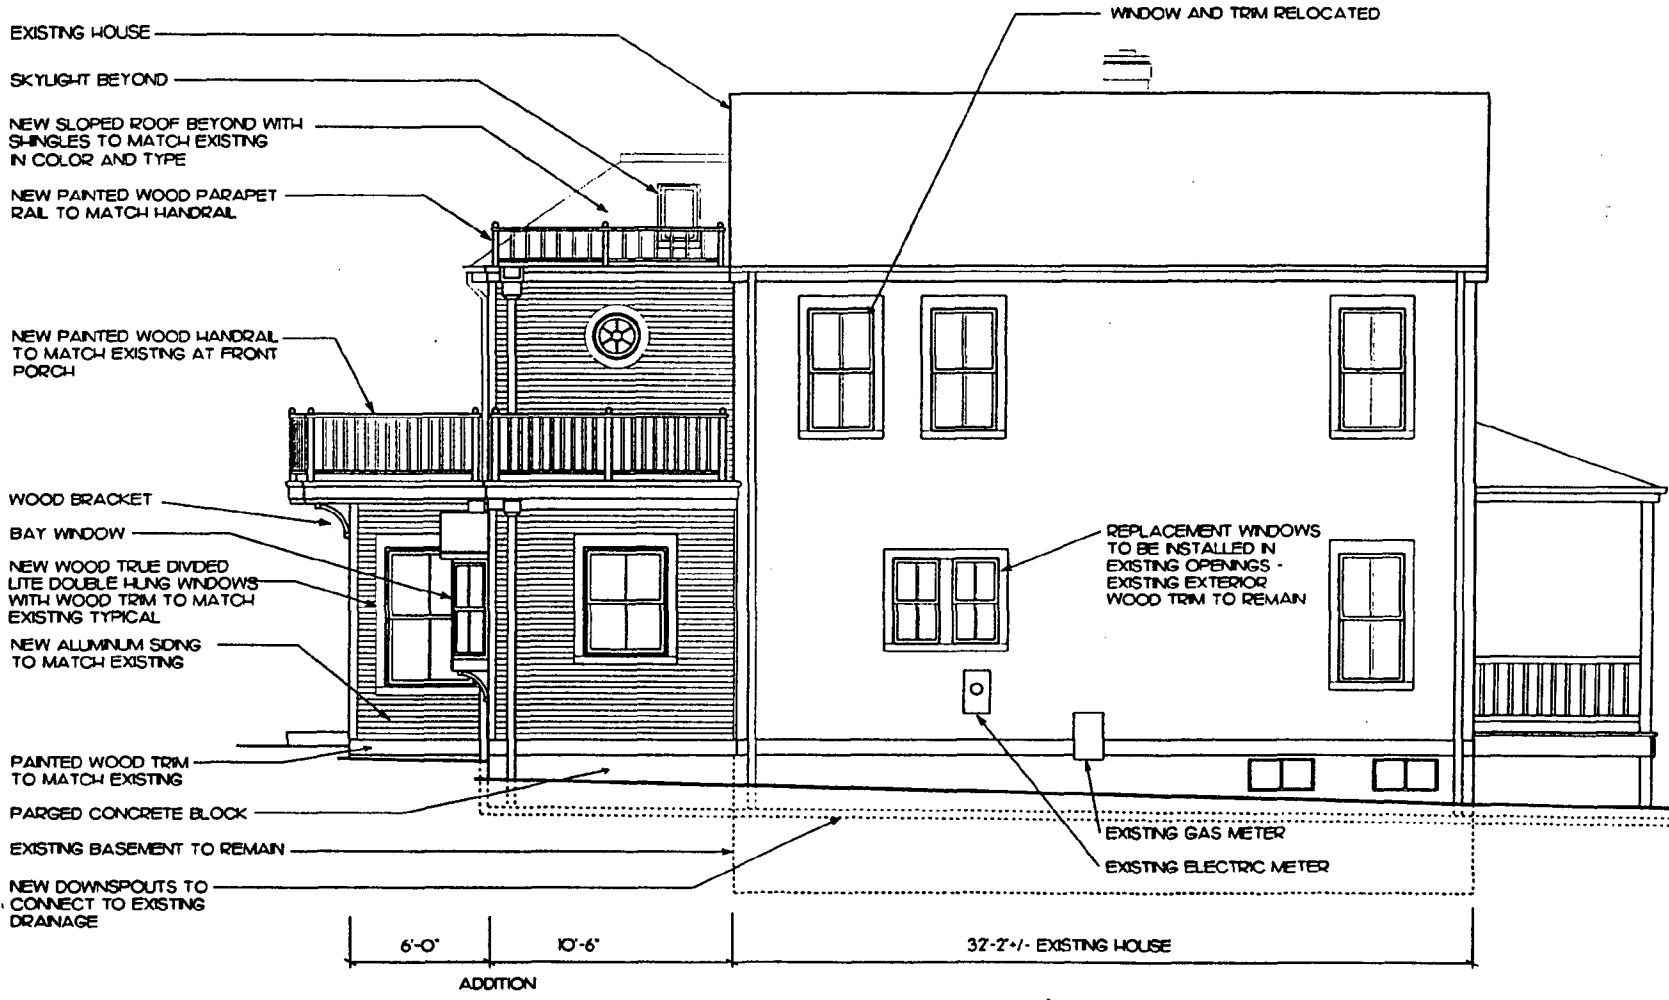 WINDOW AND TRIM RELOCATED
EXISTING HOUSE
SKYLIGHT BEYOND
NEW SLOPED ROOF BEYOND WITH
SHINGLES TO MATCH EXISTING
IN COLOR AND TYPE
NEW PAINTED WOOD PARAPET
RAIL TO MATCH HANDRAIL
NEW PAINTED WOOD HANDRAIL
TO MATCH EXISTING AT FRONT
PORCH
WOOD BRACKET
BAY WINDOW
NEW WOOD TRUE DIVIDED
LITE DOUBLE HUNG WINDOWS
WITH WOOD TRIM TO MATCH
EXISTING TYPICAL
NEW ALUMINUM SIDING
TO MATCH EXISTING
REPLACEMENT WINDOWS
TO BE INSTALLED IN
EXISTING OPENINGS -
EXISTING EXTERIOR
WOOD TRIM TO REMAIN
PAINTED WOOD TRIM
TO MATCH EXISTING
PARGED CONCRETE BLOCK
EXISTING BASEMENT TO REMAIN
NEW DOWNSPOUTS TO
CONNECT TO EXISTING
DRAINAGE
EXISTING GAS METER
EXISTING ELECTRIC METER
6'-0" 10'-6" 32'-2"+/- EXISTING HOUSE
ADDITION